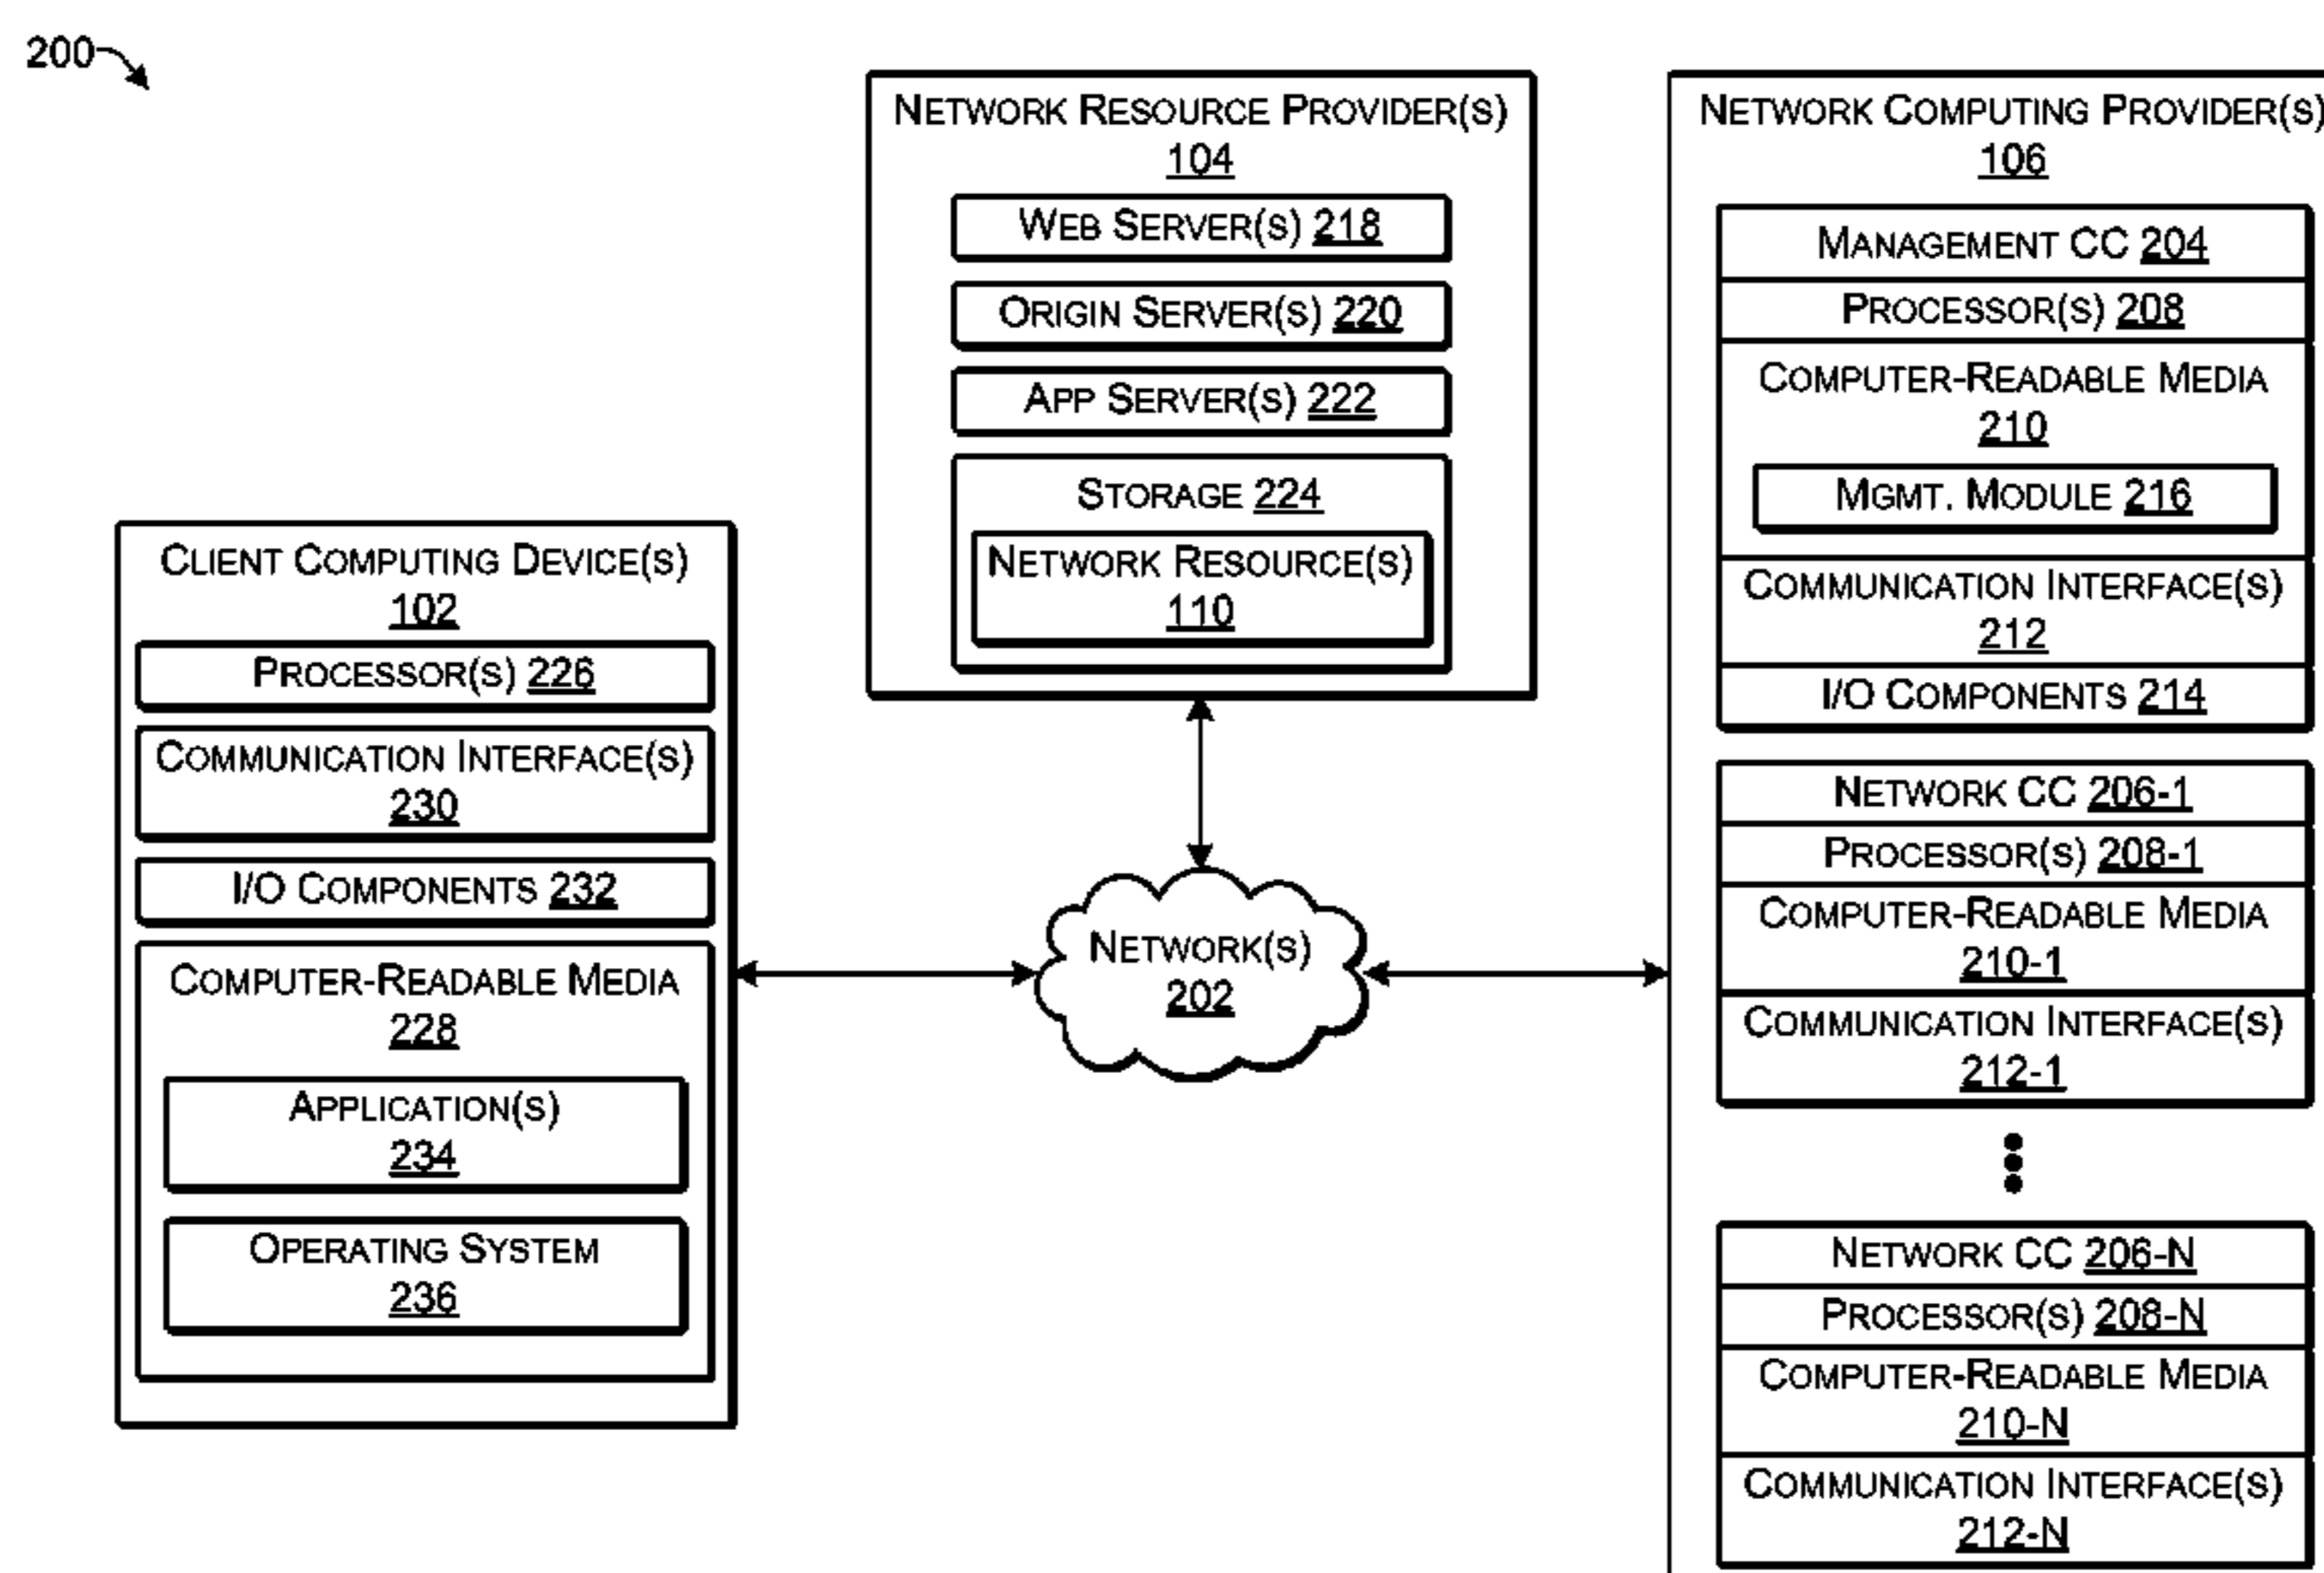 200
NETWORK RESOURCE PROVIDER(S)
104
WEB SERVER(S) 218
ORIGIN SERVER(S) 220
APP SERVER(S) 222
STORAGE 224
NETWORK RESOURCE(S)
110
NETWORK COMPUTING PROVIDER(S)
106
MANAGEMENT CC 204
PROCESSOR(S) 208
COMPUTER-READABLE MEDIA
210
MGMT. MODULE 216
COMMUNICATION INTERFACE(S)
212
I/O COMPONENTS 214
NETWORK CC 206-1
PROCESSOR(S) 208-1
COMPUTER-READABLE MEDIA
210-1
COMMUNICATION INTERFACE(S)
212-1
NETWORK CC 206-N
PROCESSOR(S) 208-N
COMPUTER-READABLE MEDIA
210-N
COMMUNICATION INTERFACE(S)
212-N
CLIENT COMPUTING DEVICE(S)
102
PROCESSOR(S) 226
COMMUNICATION INTERFACE(S)
230
I/O COMPONENTS 232
COMPUTER-READABLE MEDIA
228
APPLICATION(S)
234
OPERATING SYSTEM
236
NETWORK(S)
202